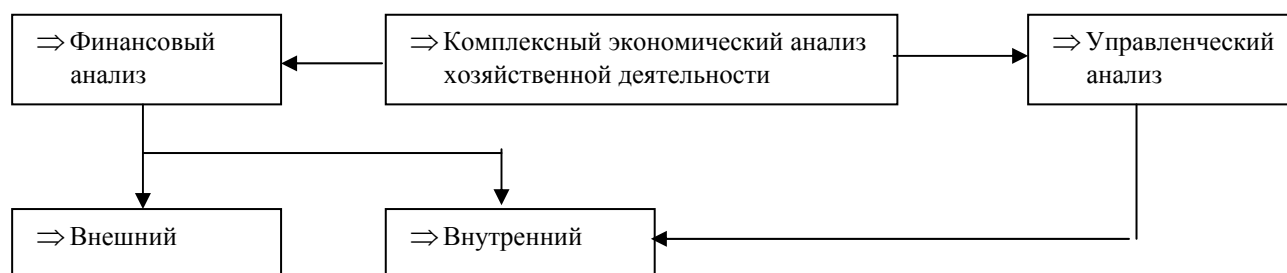 ⇒ Финансовый
анализ
⇒ Комплексный экономический анализ
хозяйственной деятельности
⇒ Управленческий
анализ
⇒ Внешний
⇒ Внутренний